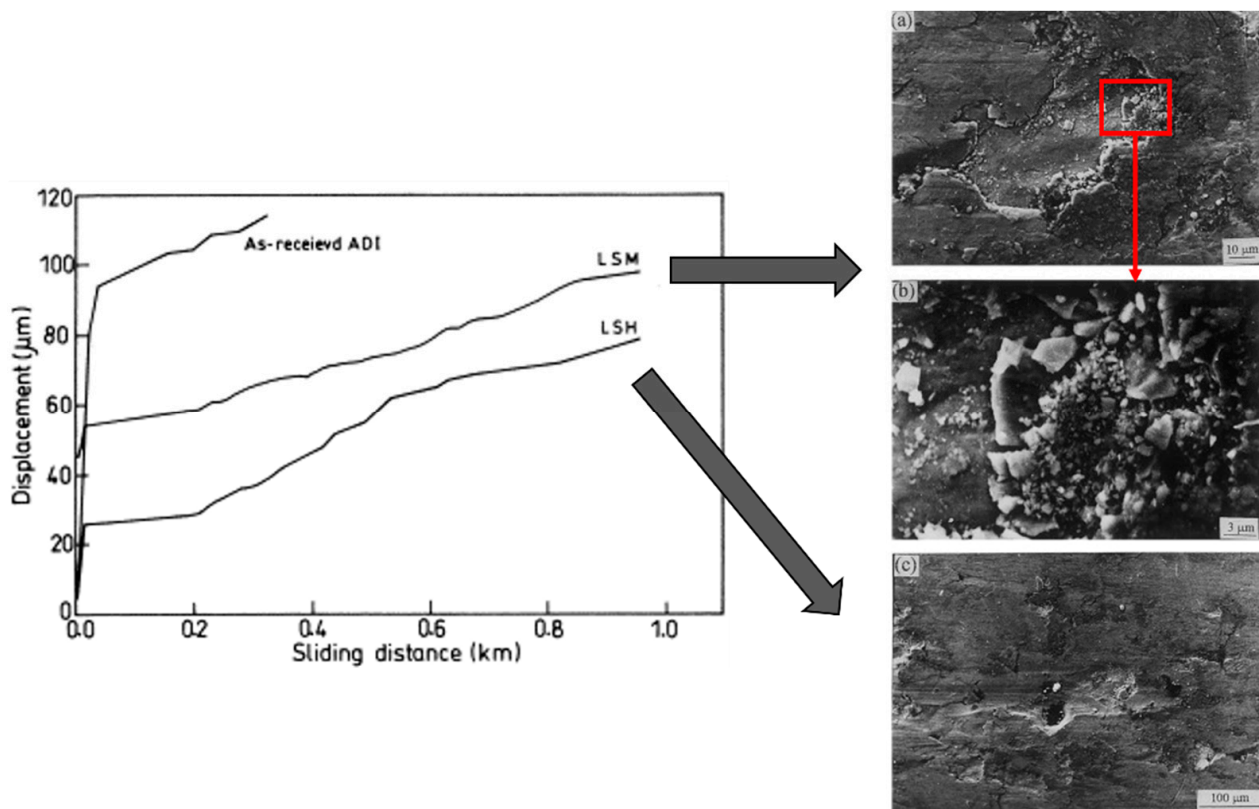 120
100
80
60
40
20
0
Displacement (μm)
As-receievd ADI
LSM
LSH
0.0 0.2 0.4 0.6 0.8 1.0
Sliding distance (km)
(a)
10 μm
(b)
3 μm
(c)
100 μm